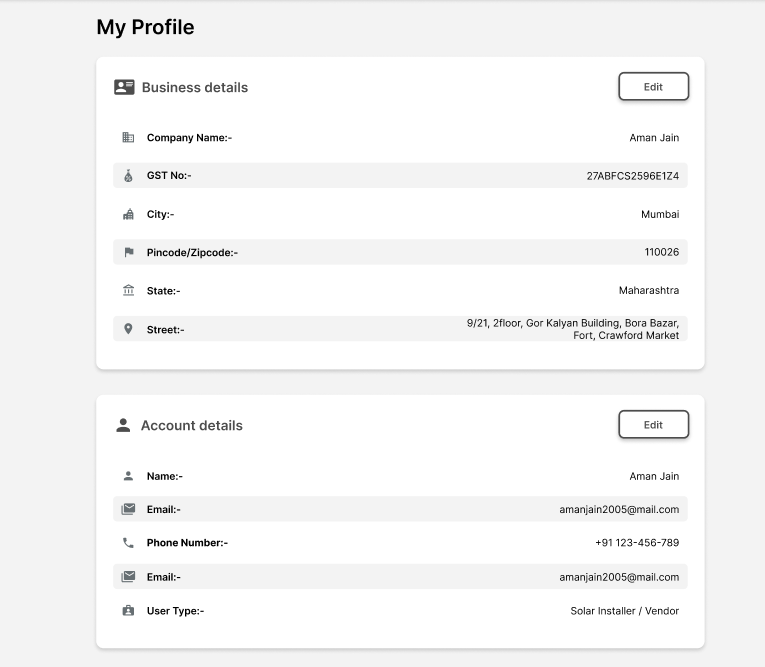 My Profile
Business details
Edit
Company Name:- Aman Jain
GST No:- 27ABFCS2596E1Z4
City:- Mumbai
Pincode/Zipcode:- 110026
State:- Maharashtra
Street:- 9/21, 2floor, Gor Kalyan Building, Bora Bazar,
Fort, Crawford Market
Account details
Edit
Name:- Aman Jain
Email:- amanjain2005@mail.com
Phone Number:- +91 123-456-789
Email:- amanjain2005@mail.com
User Type:- Solar Installer / Vendor